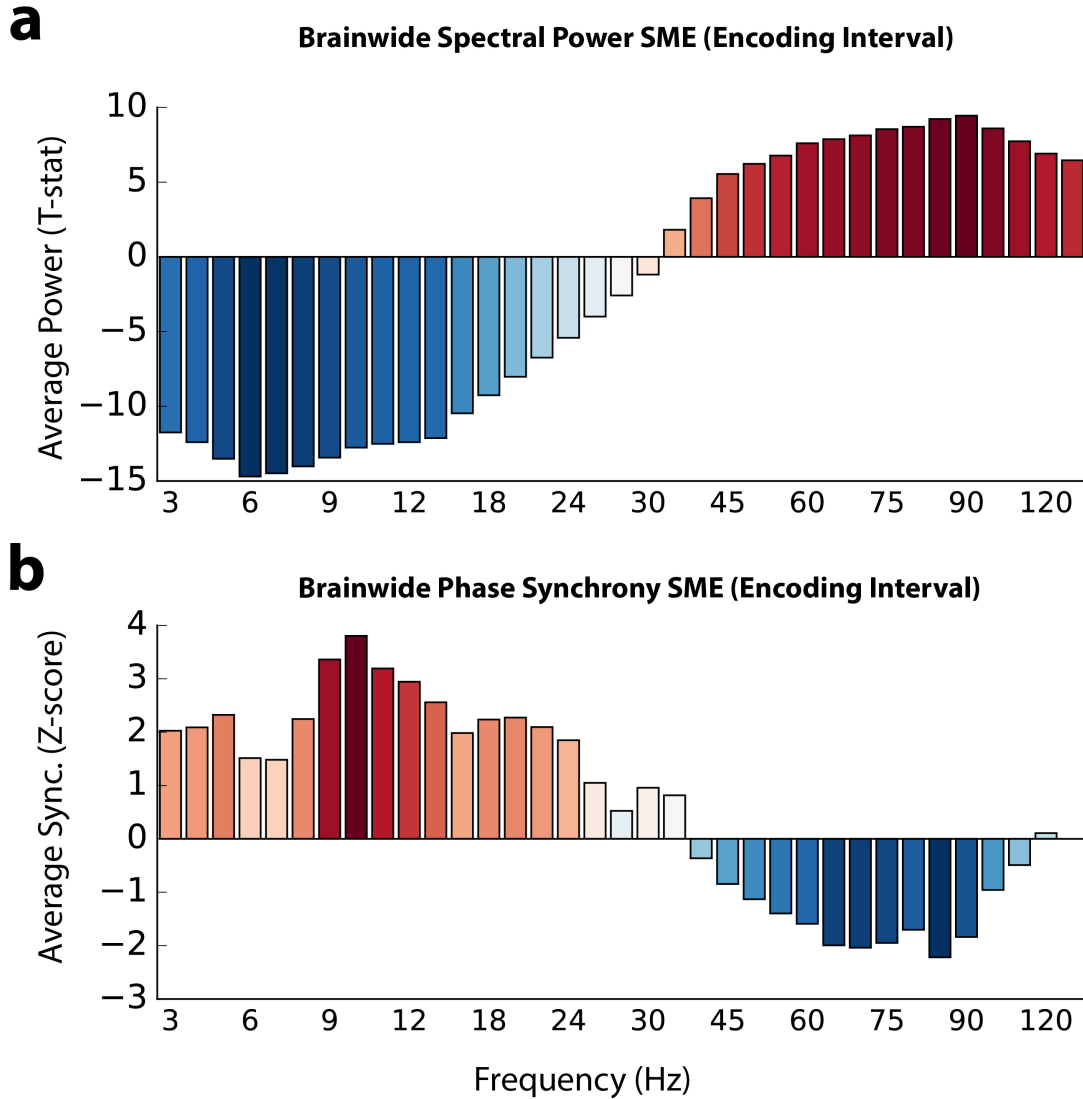 a
Brainwide Spectral Power SME (Encoding Interval)
Average Power (T-stat)
10
5
0
−5
−10
−15
3 6 9 12 18 24 30 45 60 75 90 120
b
Brainwide Phase Synchrony SME (Encoding Interval)
Average Sync. (Z-score)
4
3
2
1
0
−1
−2
−3
3 6 9 12 18 24 30 45 60 75 90 120
Frequency (Hz)